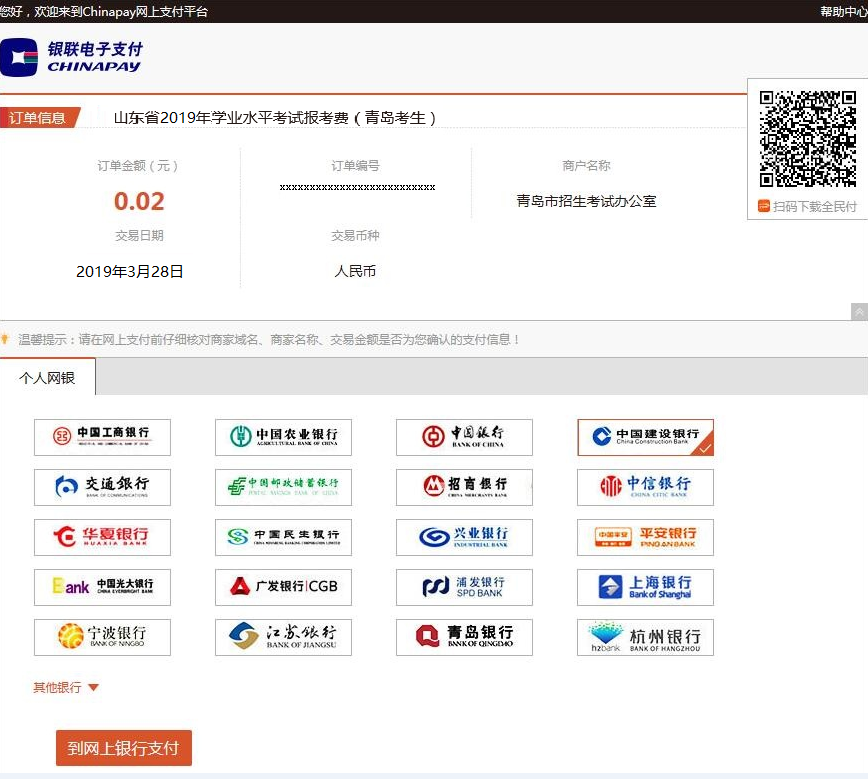 您好，欢迎来到Chinapay网上支付平台
帮助中心
银联电子支付
CHINAPAY
订单信息
山东省2019年学业水平考试报考费（青岛考生）
订单金额（元）
订单编号
商户名称
0.02
xxxxxxxxxxxxxxxxxxxxxxxxxx
青岛市招生考试办公室
扫码下载全民付
交易日期
交易币种
2019年3月28日
人民币
温馨提示：请在网上支付前仔细核对商家域名、商家名称、交易金额是否为您确认的支付信息！
个人网银
中国工商银行
INDUSTRIAL AND COMMERCIAL BANK OF CHINA
中国农业银行
AGRICULTURAL BANK OF CHINA
中国银行
BANK OF CHINA
中国建设银行
China Construction Bank
交通银行
BANK OF COMMUNICATIONS
中国邮政储蓄银行
POSTAL SAVINGS BANK OF CHINA
招商银行
CHINA MERCHANTS BANK
中信银行
CHINA CITIC BANK
华夏银行
HUAXIA BANK
中国民生银行
CHINA MINSHENG BANKING CORPORATION LIMITED
兴业银行
INDUSTRIAL BANK
中国平安
平安银行
PING AN BANK
Bank
中国光大银行
CHINA EVERBRIGHT BANK
广发银行|CGB
浦发银行
SPD BANK
上海银行
Bank of Shanghai
宁波银行
BANK OF NINGBO
江苏银行
BANK OF JIANGSU
青岛银行
BANK OF QINGDAO
hzbank
杭州银行
BANK OF HANGZHOU
其他银行
到网上银行支付